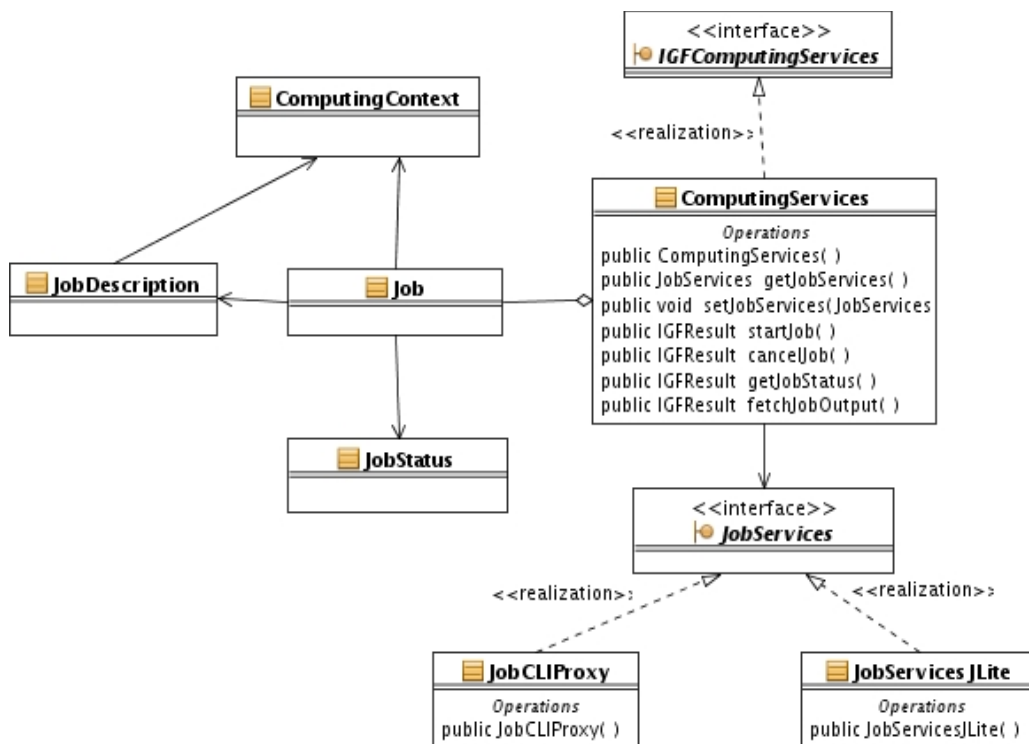 <<interface>>
IGFComputingServices
ComputingContext
<<realization>>
ComputingServices
Operations
public ComputingServices( )
public JobServices getJobServices( )
public void setJobServices(JobServices
public IGFResult startJob( )
public IGFResult cancelJob( )
public IGFResult getJobStatus( )
public IGFResult fetchJobOutput( )
JobDescription
Job
JobStatus
<<interface>>
JobServices
<<realization>>
<<realization>>
JobCLIProxy
Operations
public JobCLIProxy( )
JobServicesJLite
Operations
public JobServicesJLite( )